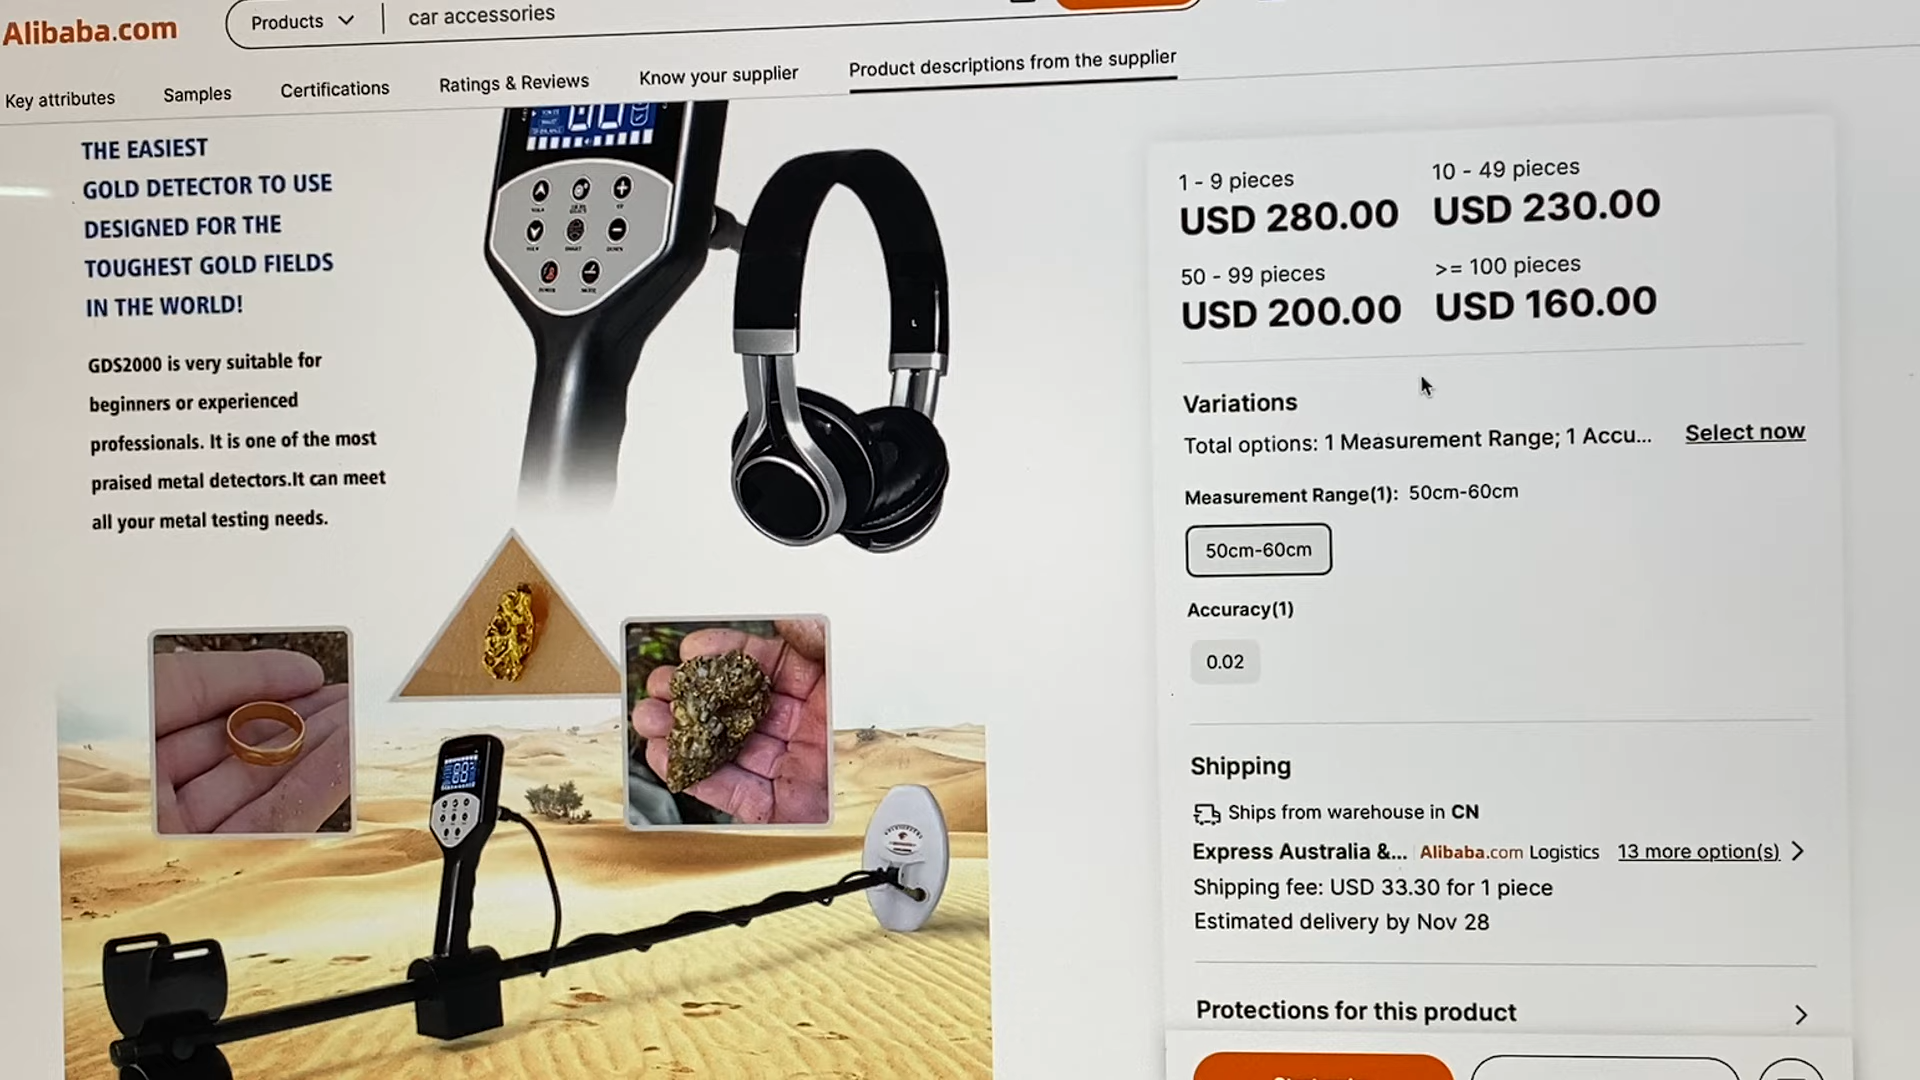 Alibaba.com
Products
car accessories
Key attributes
Samples
Certifications
Ratings & Reviews
Know your supplier
Product descriptions from the supplier
THE EASIEST
GOLD DETECTOR TO USE
DESIGNED FOR THE
TOUGHEST GOLD FIELDS
IN THE WORLD!
GDS2000 is very suitable for
beginners or experienced
professionals. It is one of the most
praised metal detectors.It can meet
all your metal testing needs.
L
1 - 9 pieces
USD 280.00
10 - 49 pieces
USD 230.00
50 - 99 pieces
USD 200.00
>= 100 pieces
USD 160.00
Variations
Total options: 1 Measurement Range; 1 Accu...
Select now
Measurement Range(1): 50cm-60cm
50cm-60cm
Accuracy(1)
0.02
Shipping
Ships from warehouse in CN
Express Australia &... Alibaba.com Logistics 13 more option(s)
Shipping fee: USD 33.30 for 1 piece
Estimated delivery by Nov 28
Protections for this product